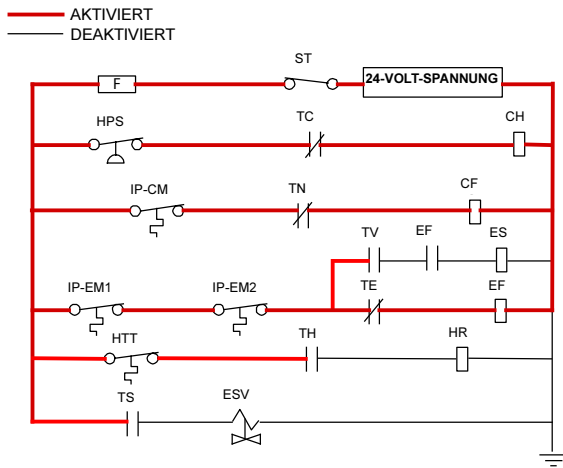 AKTIVIERT
DEAKTIVIERT
ST
F
24-VOLT-SPANNUNG
HPS
TC
CH
IP-CM
TN
CF
TV
EF
ES
IP-EM1
IP-EM2
TE
EF
HTT
TH
HR
TS
ESV